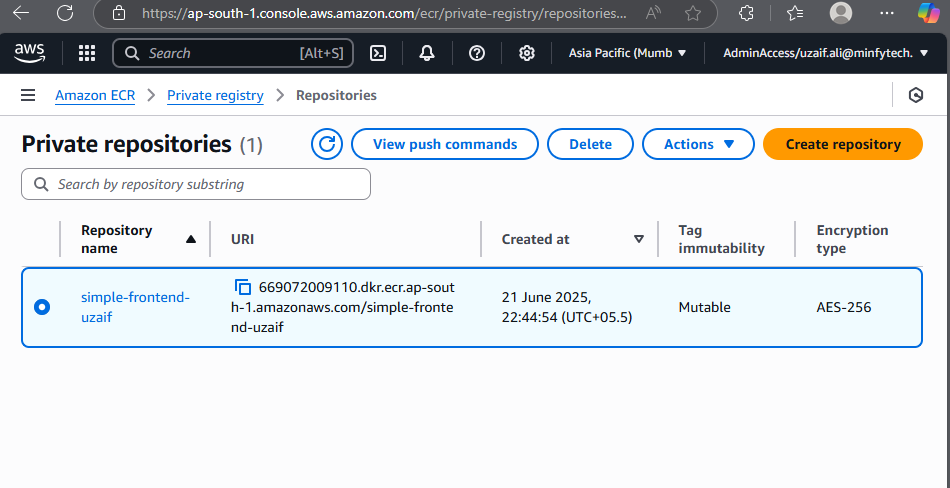 https://ap-south-1.console.aws.amazon.com/ecr/private-registry/repositories...
aws
Search [Alt+S]
Asia Pacific (Mumb
AdminAccess/uzaif.ali@minfytech.
Amazon ECR > Private registry > Repositories
Private repositories (1)
View push commands
Delete
Actions
Create repository
Search by repository substring
Repository
name
URI
Created at
Tag
immutability
Encryption
type
simple-frontend-
uzaif
669072009110.dkr.ecr.ap-sout
h-1.amazonaws.com/simple-fronte
nd-uzaif
21 June 2025,
22:44:54 (UTC+05.5)
Mutable
AES-256